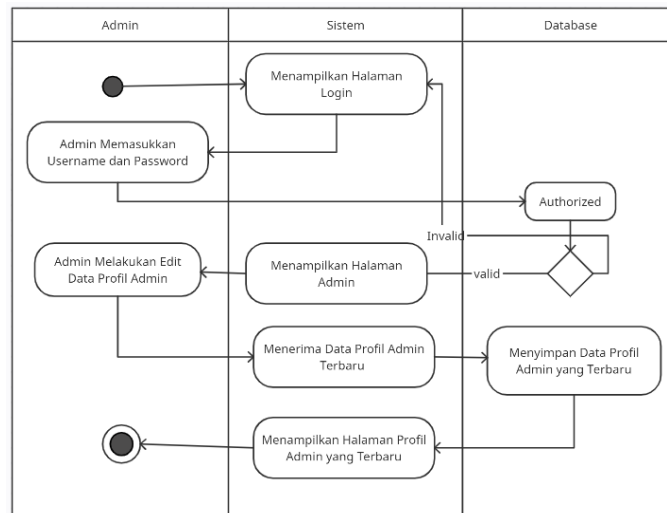 Admin
Sistem
Database
Menampilkan Halaman
Login
Admin Memasukkan
Username dan Password
Authorized
Invalid
Admin Melakukan Edit
Data Profil Admin
Menampilkan Halaman
Admin
valid
Menerima Data Profil Admin
Terbaru
Menyimpan Data Profil
Admin yang Terbaru
Menampilkan Halaman Profil
Admin yang Terbaru